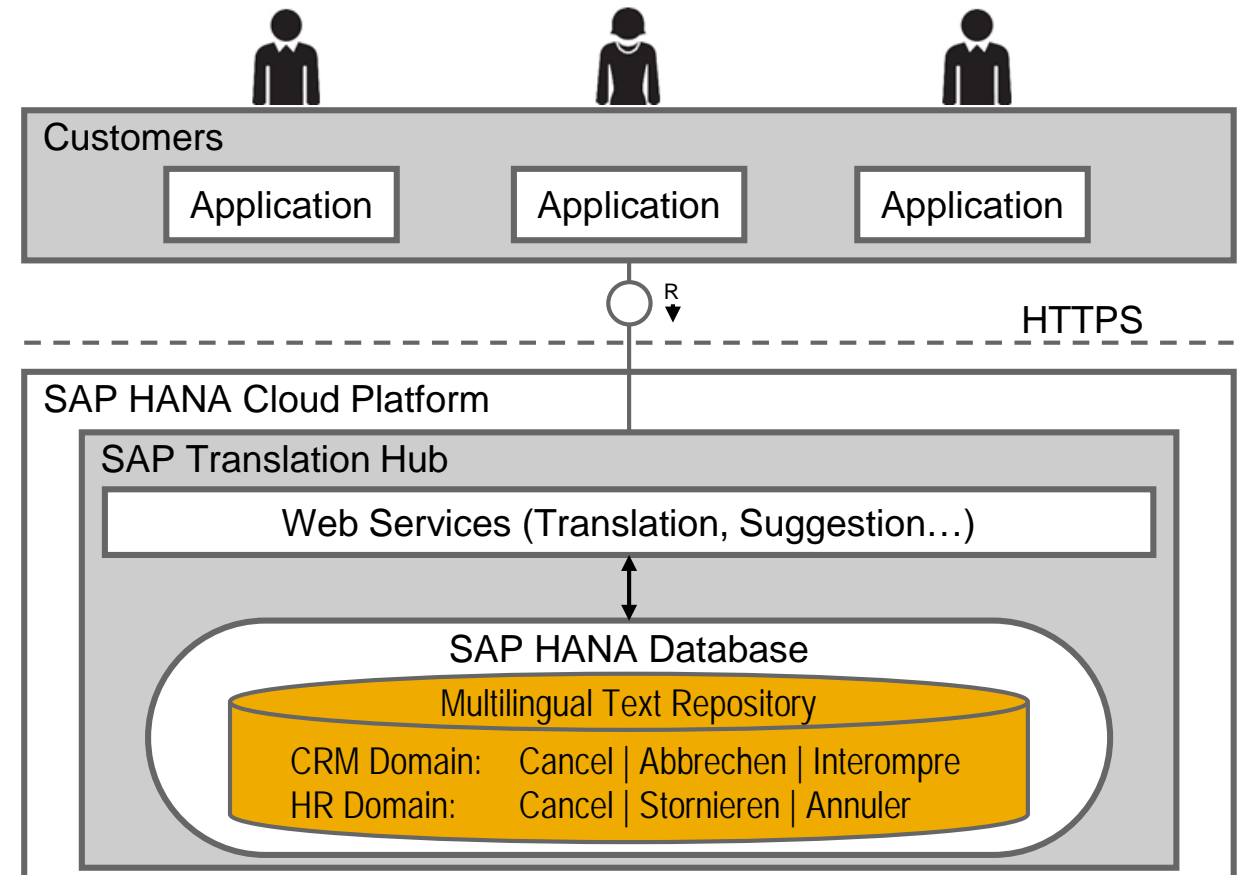 Customers
Application Application Application
R
HTTPS
SAP HANA Cloud Platform
SAP Translation Hub
Web Services (Translation, Suggestion…)
SAP HANA Database
Multilingual Text Repository
CRM Domain: Cancel | Abbrechen | Interompre
HR Domain: Cancel | Stornieren | Annuler